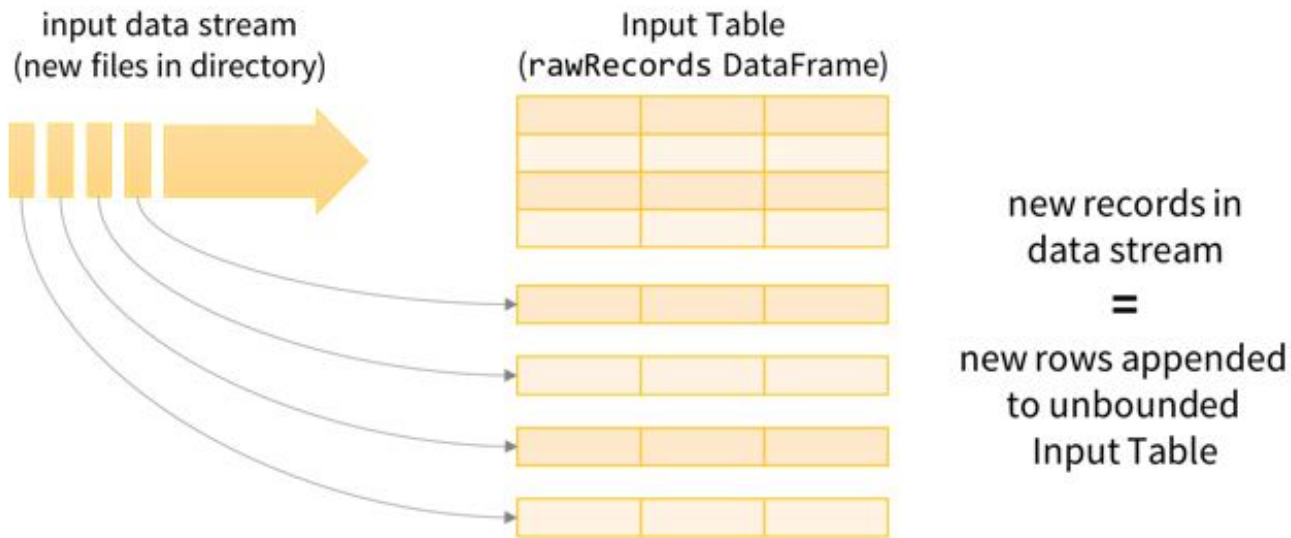 input data stream
(new files in directory)
Input Table
(rawRecords DataFrame)
new records in
data stream
=
new rows appended
to unbounded
Input Table